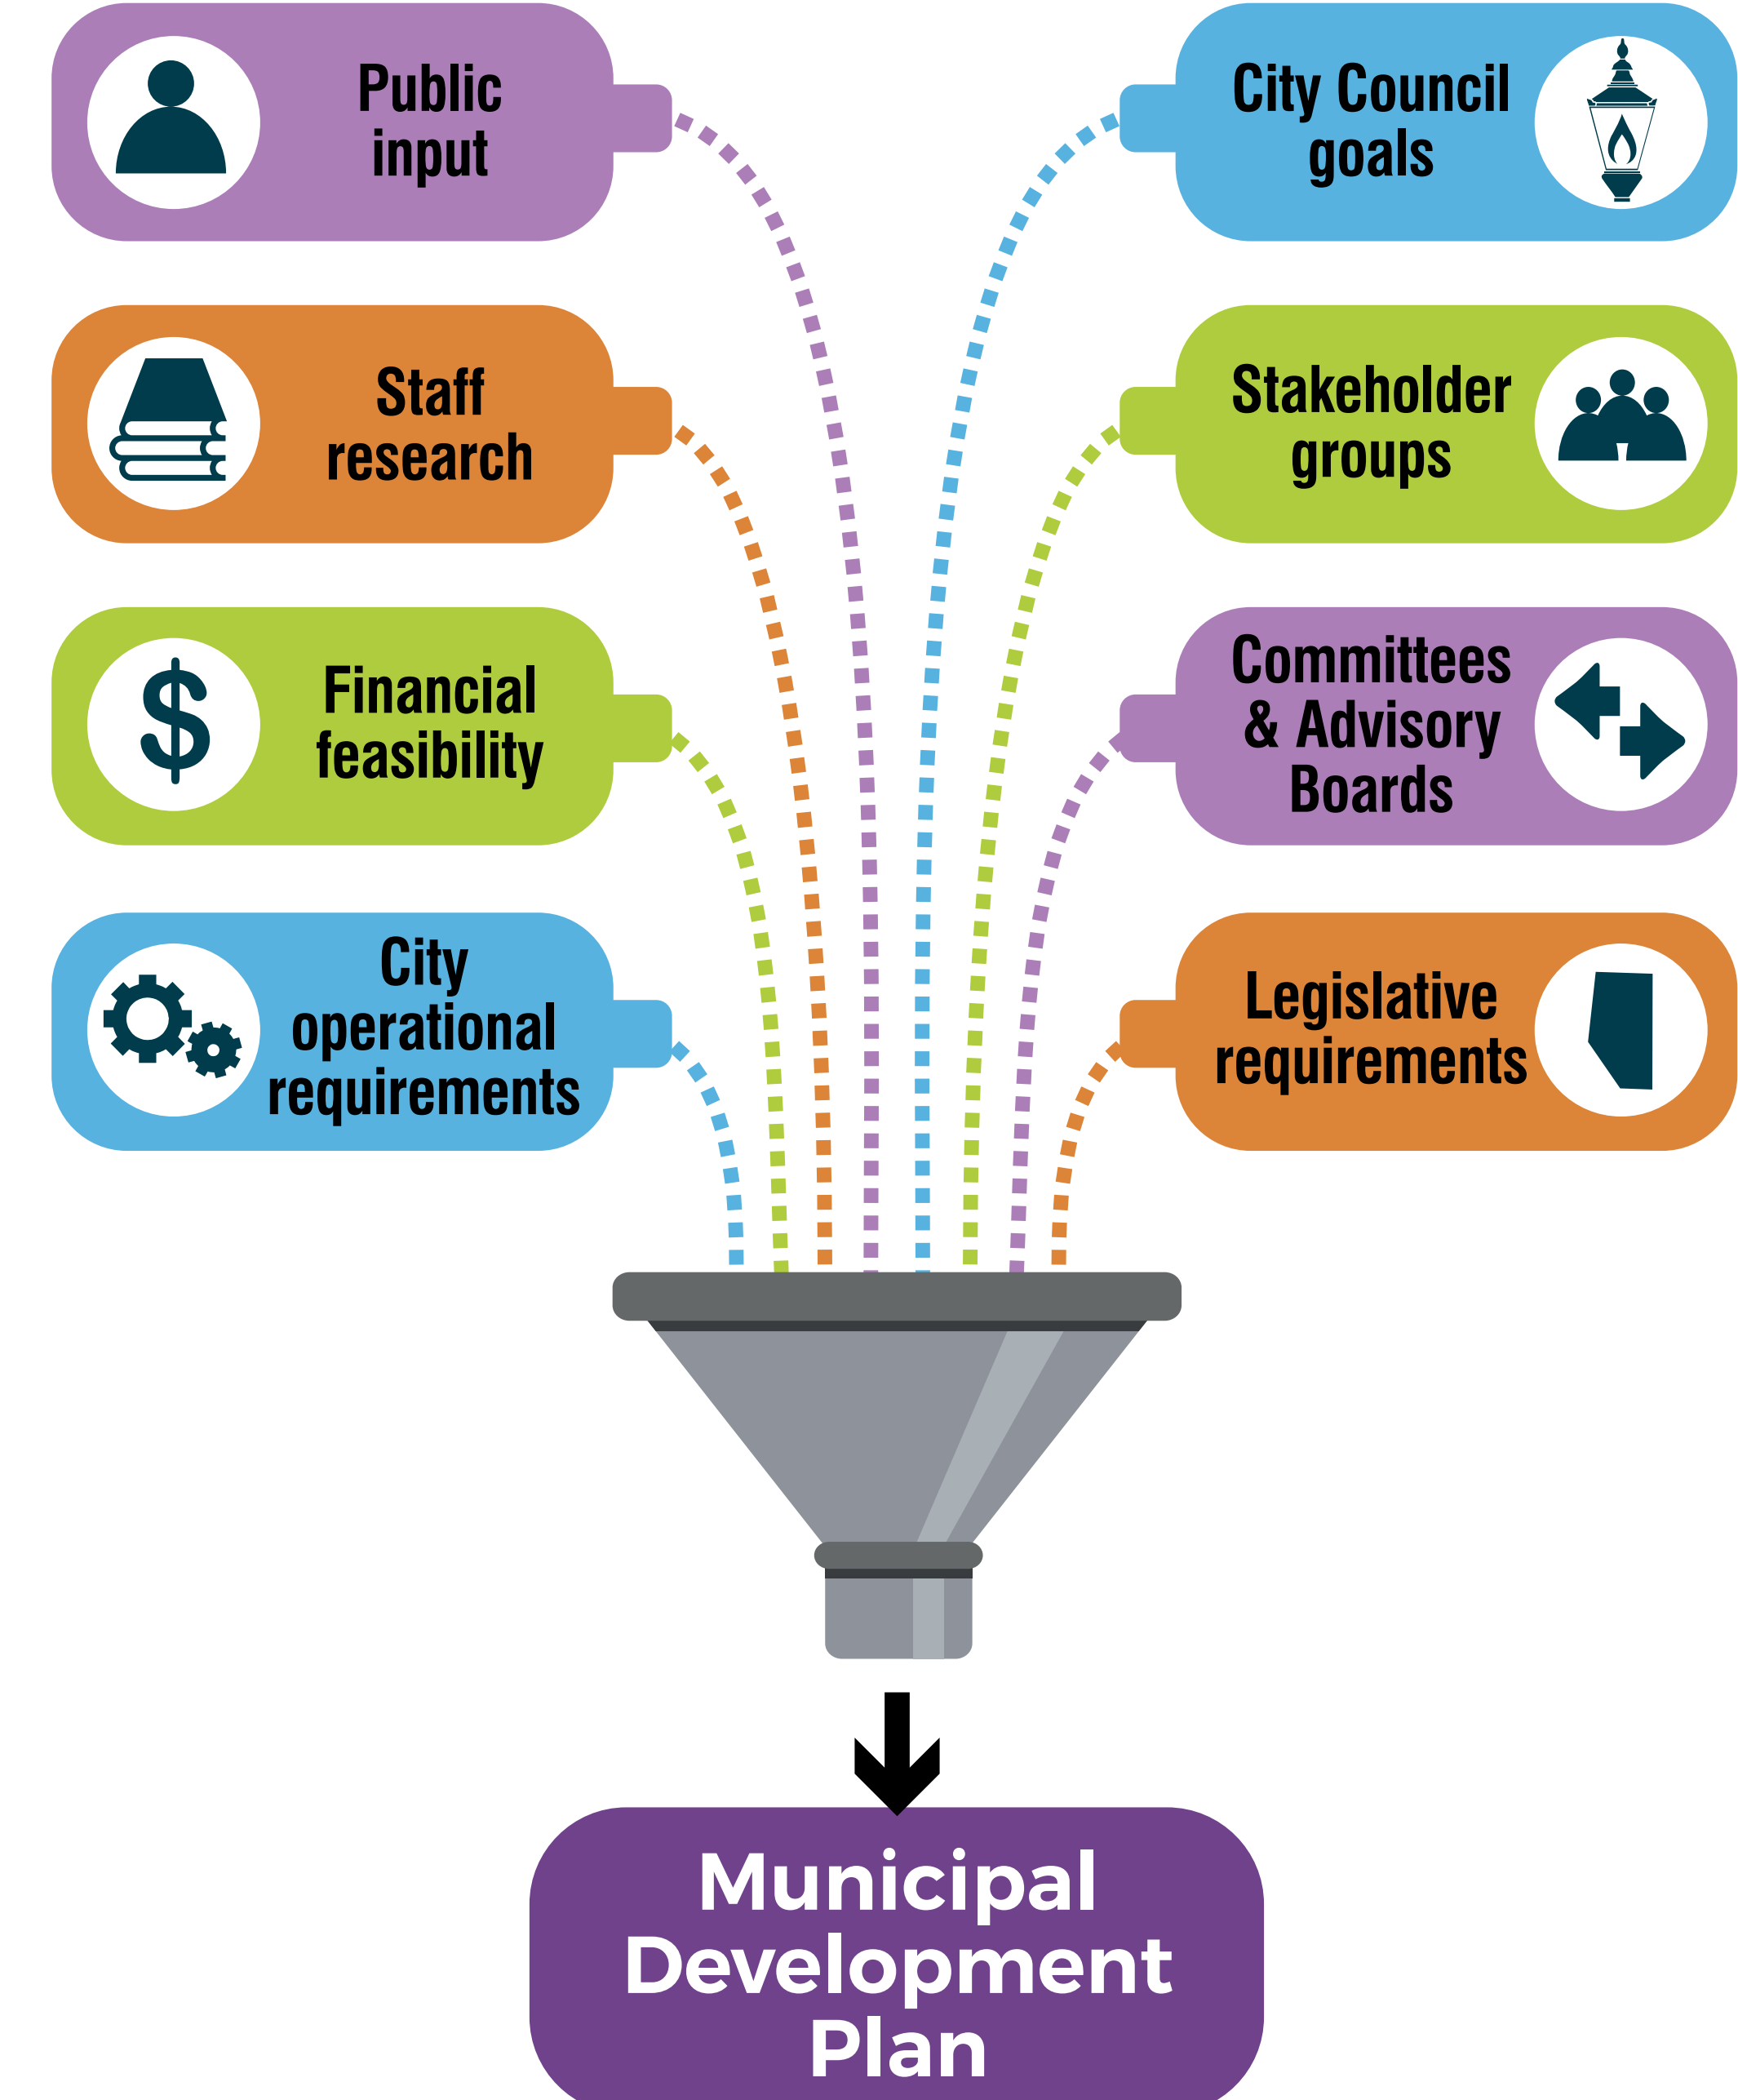 Public
input
City Council
goals
Staff
research
Stakeholder
groups
Financial
feasibility
Committees
& Advisory
Boards
City
operational
requirements
Legislative
requirements
Municipal
Development
Plan